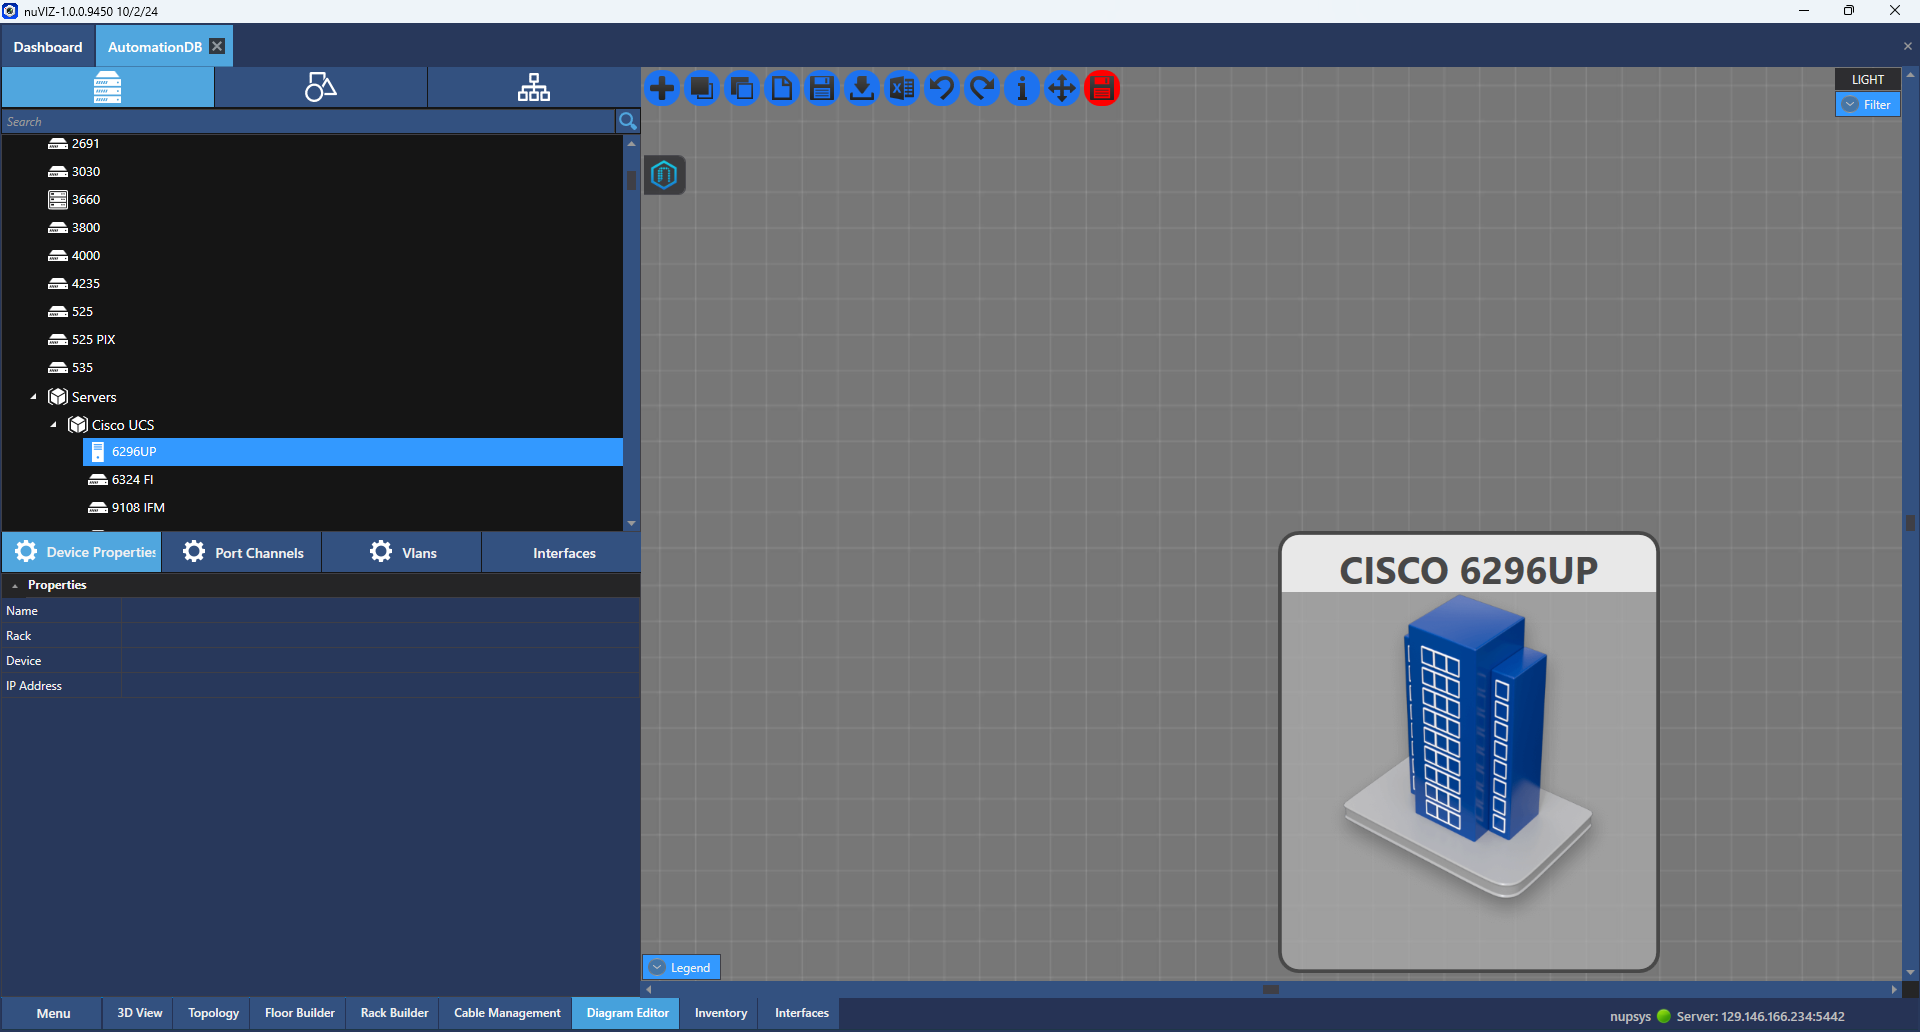 nuVIZ-1.0.0.9450 10/2/24
Dashboard
AutomationDB
LIGHT
Filter
Search
2691
3030
3660
3800
4000
4235
525
525 PIX
535
Servers
Cisco UCS
6296UP
6324 FI
9108 IFM
Device Properties
Port Channels
Vlans
Interfaces
Properties
Name
Rack
Device
IP Address
CISCO 6296UP
Legend
Menu
3D View
Topology
Floor Builder
Rack Builder
Cable Management
Diagram Editor
Inventory
Interfaces
nupsys
Server: 129.146.166.234:5442